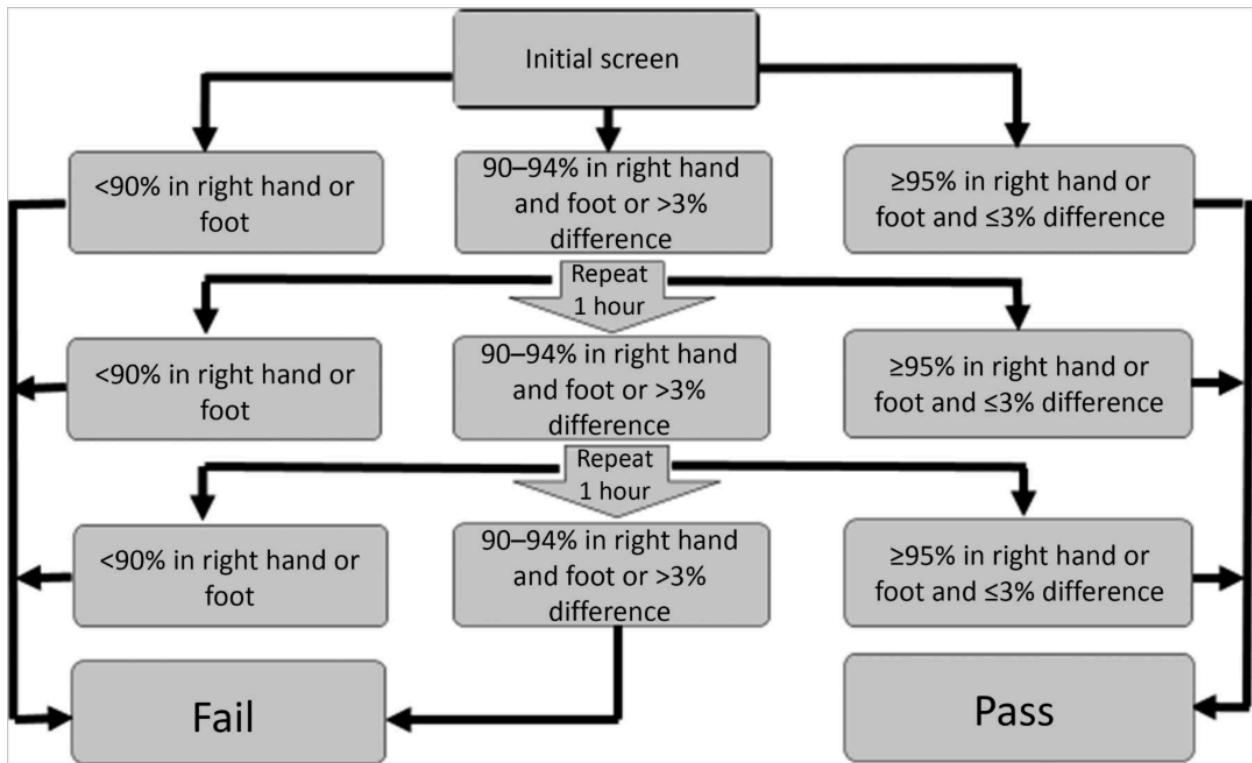 Initial screen
<90% in right hand or
foot
90–94% in right hand
and foot or >3%
difference
≥95% in right hand or
foot and ≤3% difference
Repeat
1 hour
<90% in right hand or
foot
90–94% in right hand
and foot or >3%
difference
≥95% in right hand or
foot and ≤3% difference
Repeat
1 hour
<90% in right hand or
foot
90–94% in right hand
and foot or >3%
difference
≥95% in right hand or
foot and ≤3% difference
Fail
Pass